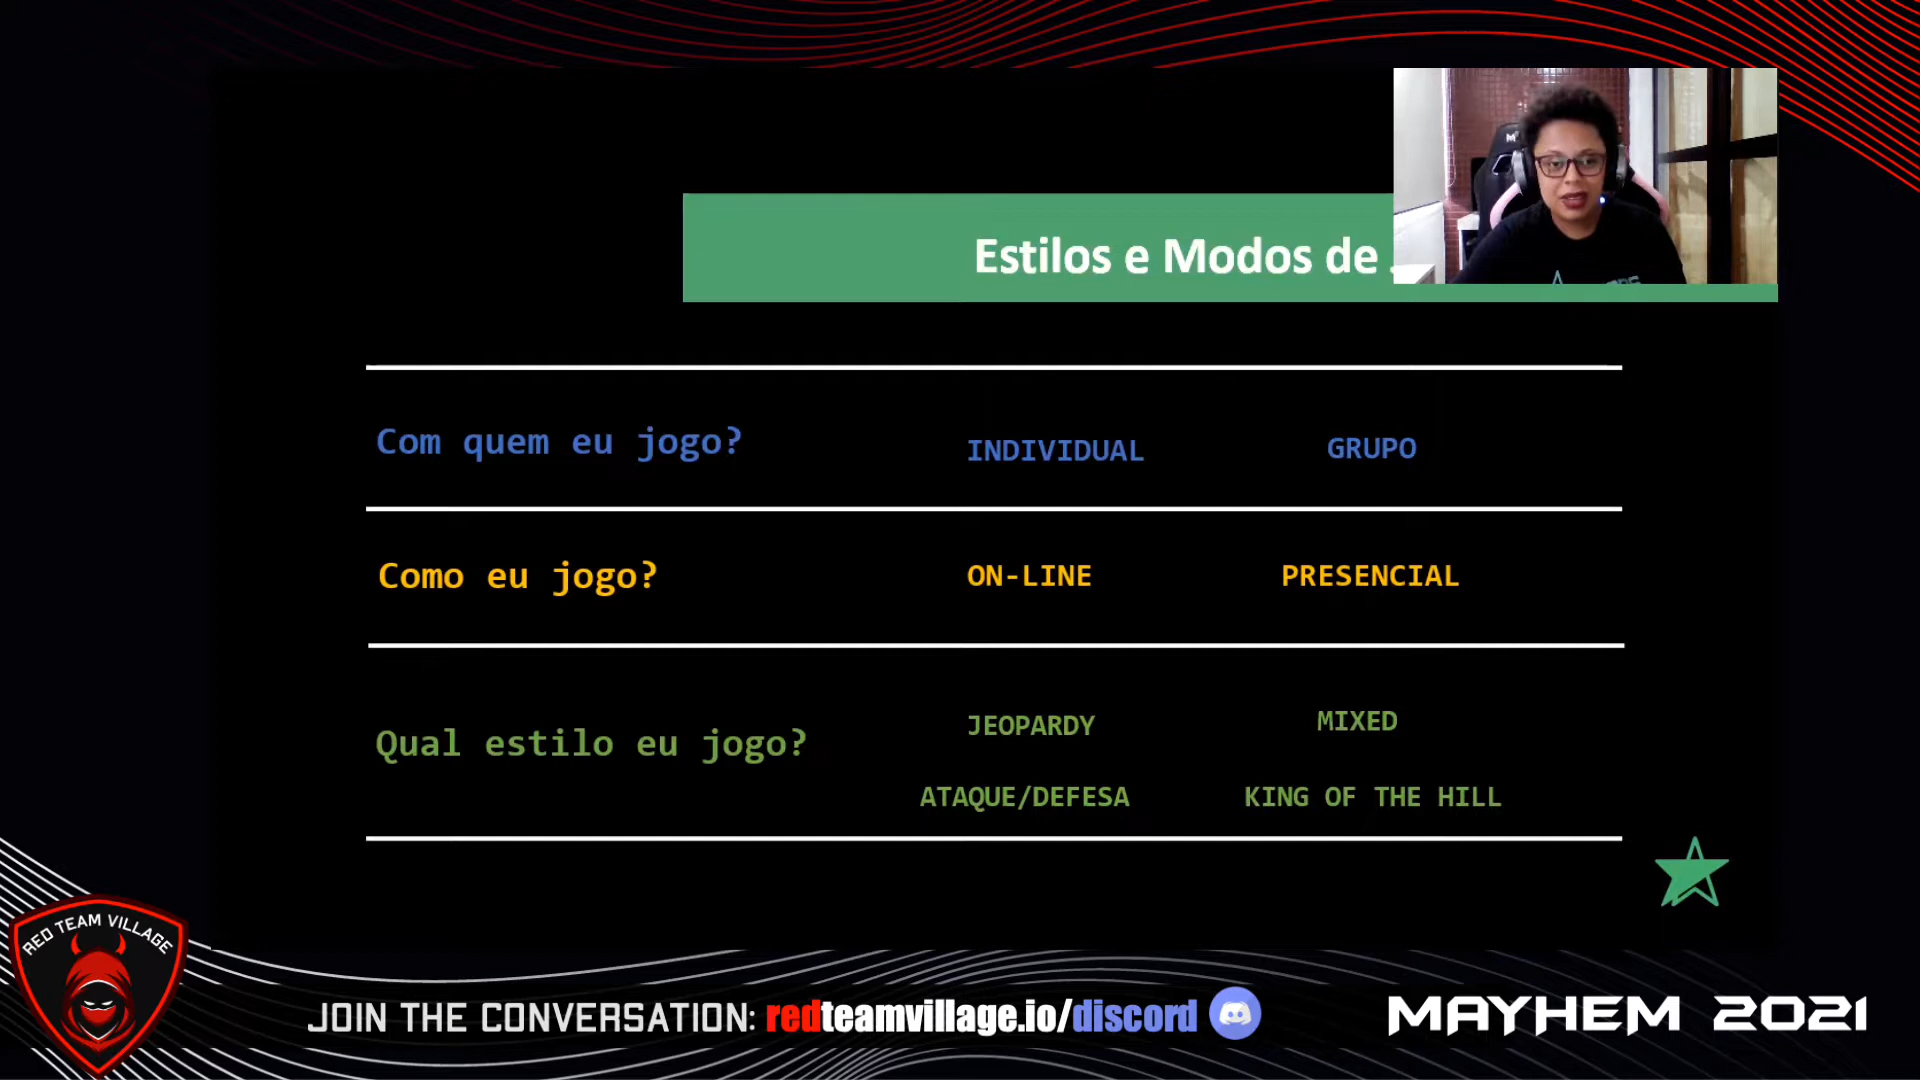 Estilos e Modos de
Com quem eu jogo?
INDIVIDUAL
GRUPO
Como eu jogo?
ON-LINE
PRESENCIAL
Qual estilo eu jogo?
JEOPARDY
MIXED
ATAQUE/DEFESA
KING OF THE HILL
RED TEAM VILLAGE
JOIN THE CONVERSATION: redteamvillage.io/discord
MAYHEM 2021